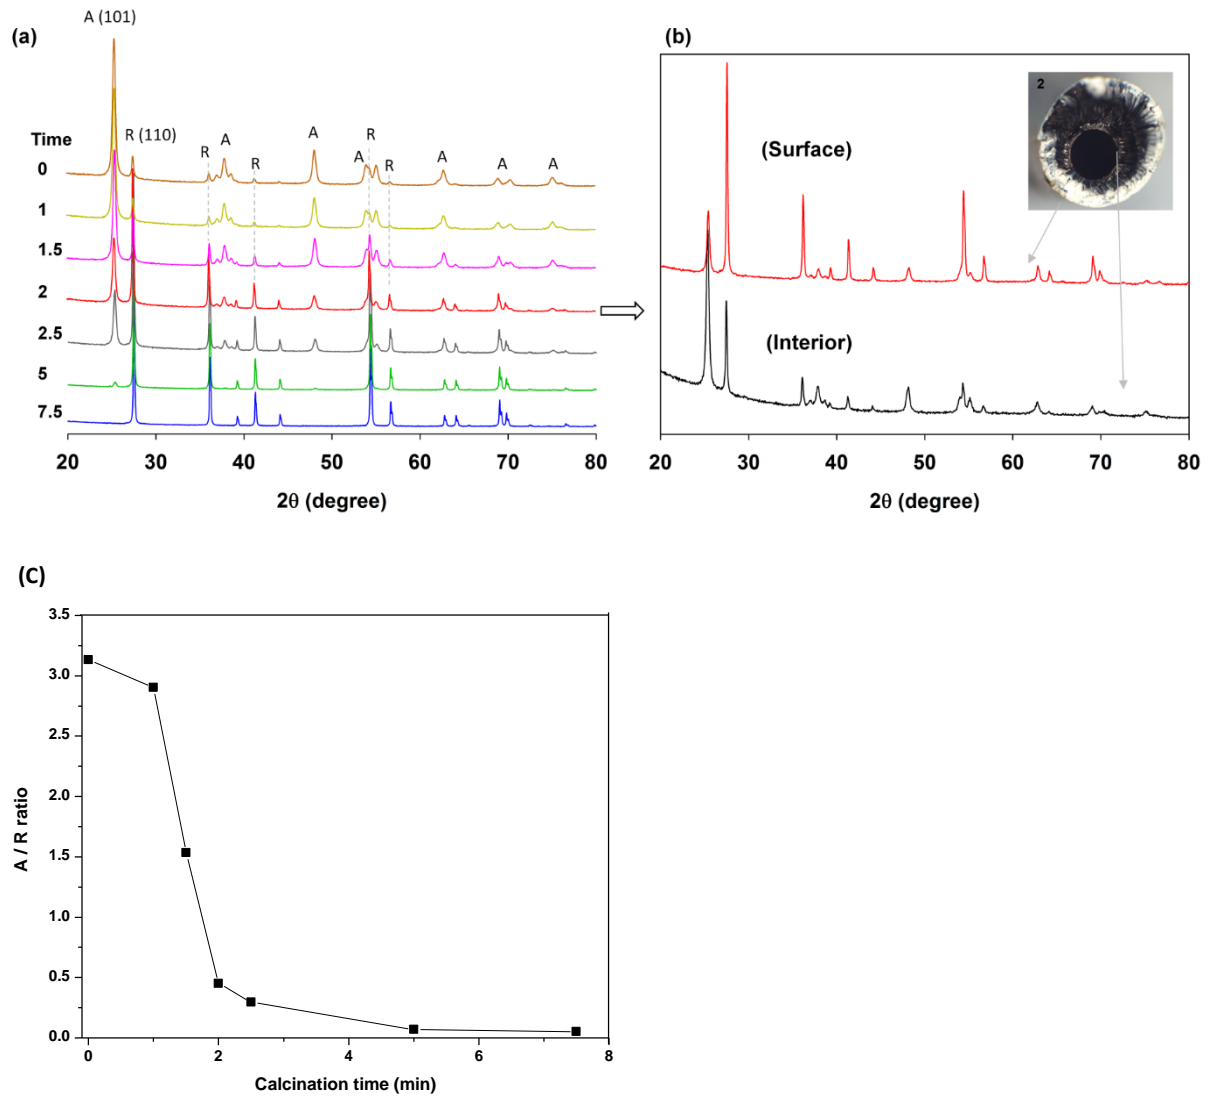 (a)
A (101)
Time
R (110)
R
A
R
A
A
R
R
A
A
A
0
1
1.5
2
2.5
5
7.5
20 30 40 50 60 70 80
2θ (degree)
(b)
2
(Surface)
(Interior)
20 30 40 50 60 70 80
2θ (degree)
(C)
3.5
3.0
2.5
2.0
1.5
1.0
0.5
0.0
A / R ratio
0 2 4 6 8
Calcination time (min)